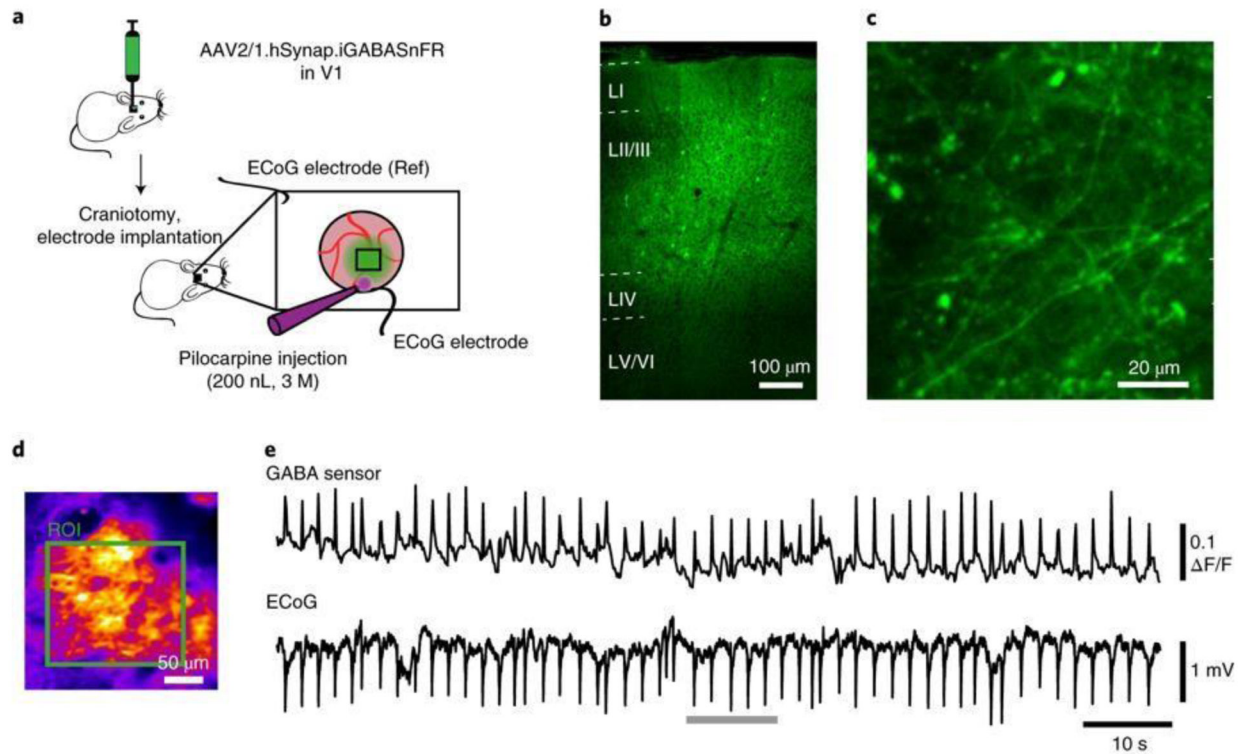 a
AAV2/1.hSynap.iGABASnFR
in V1
ECoG electrode (Ref)
Craniotomy,
electrode implantation
ECoG electrode
Pilocarpine injection
(200 nL, 3 M)
b
LI
LII/III
LIV
LV/VI
100 μm
c
20 μm
d
ROI
50 μm
e
GABA sensor
0.1
ΔF/F
ECoG
1 mV
10 s